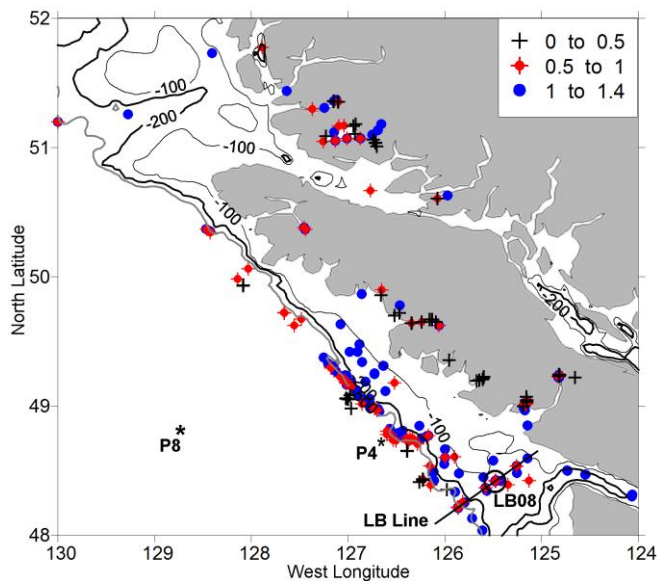 52
51
50
49
48
North Latitude
130
129
128
127
126
125
124
West Longitude
0 to 0.5
0.5 to 1
1 to 1.4
-100
-200
-100
-100
-200
-200
-100
P8 *
P4 *
LB Line
LB08